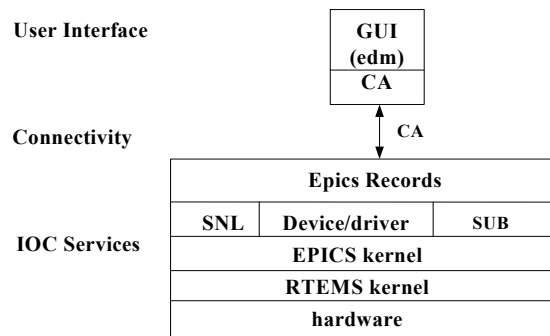 User Interface
GUI
(edm)
CA
Connectivity
CA
Epics Records
IOC Services
SNL
Device/driver
SUB
EPICS kernel
RTEMS kernel
hardware